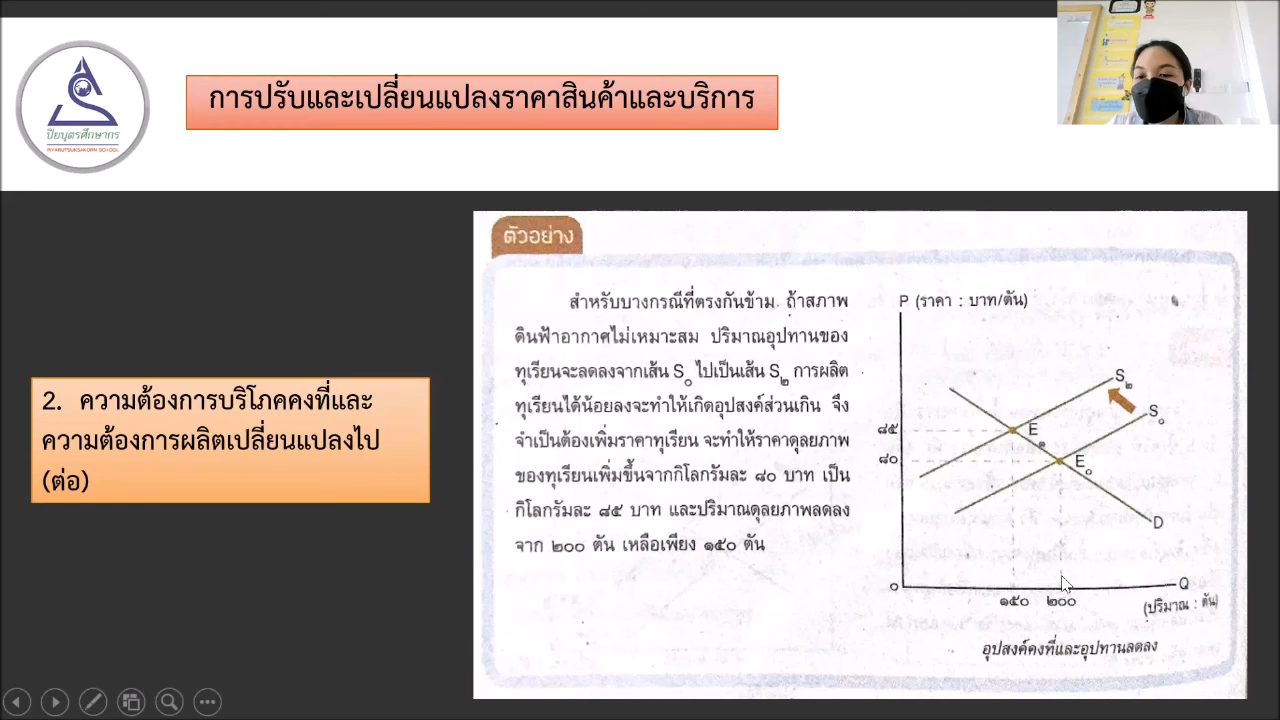 ปิยบุตรศึกษากร
PIYABUTSUKSAKORN SCHOOL
การปรับและเปลี่ยนแปลงราคาสินค้าและบริการ
2. ความต้องการบริโภคคงที่และ
ความต้องการผลิตเปลี่ยนแปลงไป
(ต่อ)
ตัวอย่าง
สำหรับบางกรณีที่ตรงกันข้าม ถ้าสภาพ
ดินฟ้าอากาศไม่เหมาะสม ปริมาณอุปทานของ
ทุเรียนจะลดลงจากเส้น S๐ ไปเป็นเส้น S๒ การผลิต
ทุเรียนได้น้อยลงจะทำให้เกิดอุปสงค์ส่วนเกิน จึง
จำเป็นต้องเพิ่มราคาทุเรียน จะทำให้ราคาดุลยภาพ
ของทุเรียนเพิ่มขึ้นจากกิโลกรัมละ ๘๐ บาท เป็น
กิโลกรัมละ ๘๕ บาท และปริมาณดุลยภาพลดลง
จาก ๒๐๐ ตัน เหลือเพียง ๑๕๐ ตัน
P (ราคา : บาท/ตัน)
S๒
S๐
๘๕
E๑
๘๐
E๐
D
๐
Q
๑๕๐ ๒๐๐
(ปริมาณ : ตัน)
อุปสงค์คงที่และอุปทานลดลง